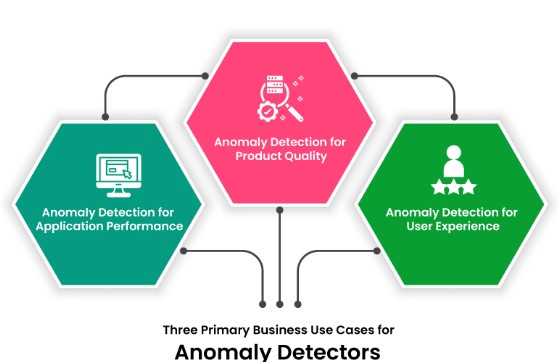 Anomaly Detection for
Product Quality
Anomaly Detection for
Application Performance
Anomaly Detection for
User Experience
Three Primary Business Use Cases for
Anomaly Detectors